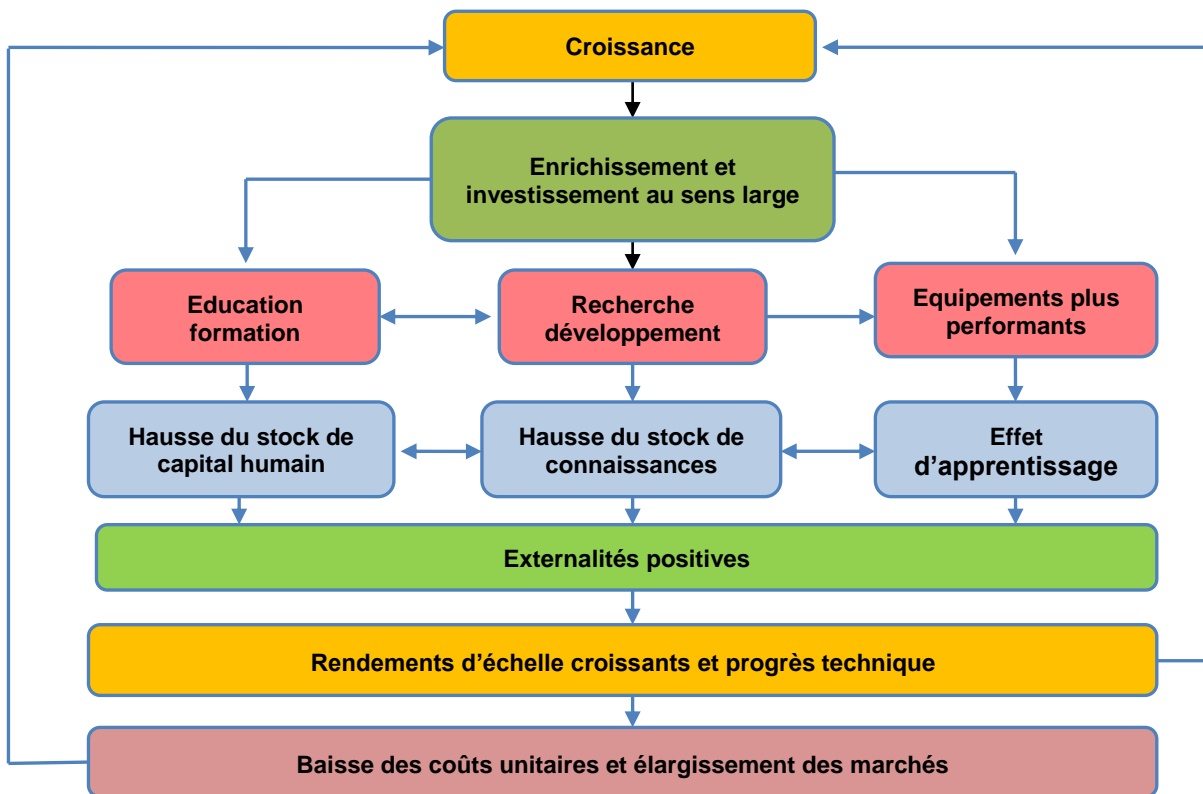 Croissance
Enrichissement et
investissement au sens large
Education
formation
Recherche
développement
Equipements plus
performants
Hausse du stock de
capital humain
Hausse du stock de
connaissances
Effet
d’apprentissage
Externalités positives
Rendements d’échelle croissants et progrès technique
Baisse des coûts unitaires et élargissement des marchés